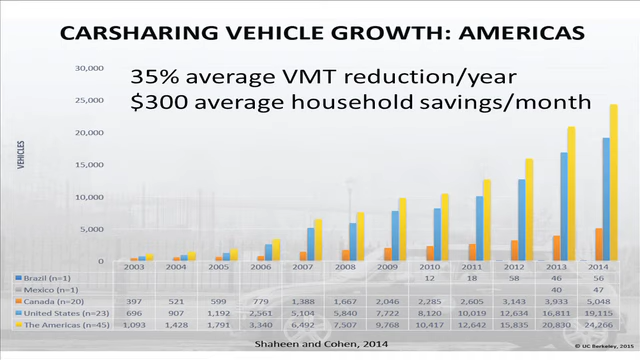 CARSHARING VEHICLE GROWTH: AMERICAS
35% average VMT reduction/year
$300 average household savings/month
VEHICLES
30,000
25,000
20,000
15,000
10,000
5,000
0
2003 2004 2005 2006 2007 2008 2009 2010 2011 2012 2013 2014
Brazil (n=1) 12 18 58 46 56
Mexico (n=1) 40 47
Canada (n=20) 397 521 599 779 1,388 1,667 2,046 2,285 2,605 3,143 3,933 5,048
United States (n=23) 696 907 1,192 2,561 5,104 5,840 7,722 8,120 10,019 12,634 16,811 19,115
The Americas (n=45) 1,093 1,428 1,791 3,340 6,492 7,507 9,768 10,417 12,642 15,835 20,830 24,266
Shaheen and Cohen, 2014
© UC Berkeley, 2015